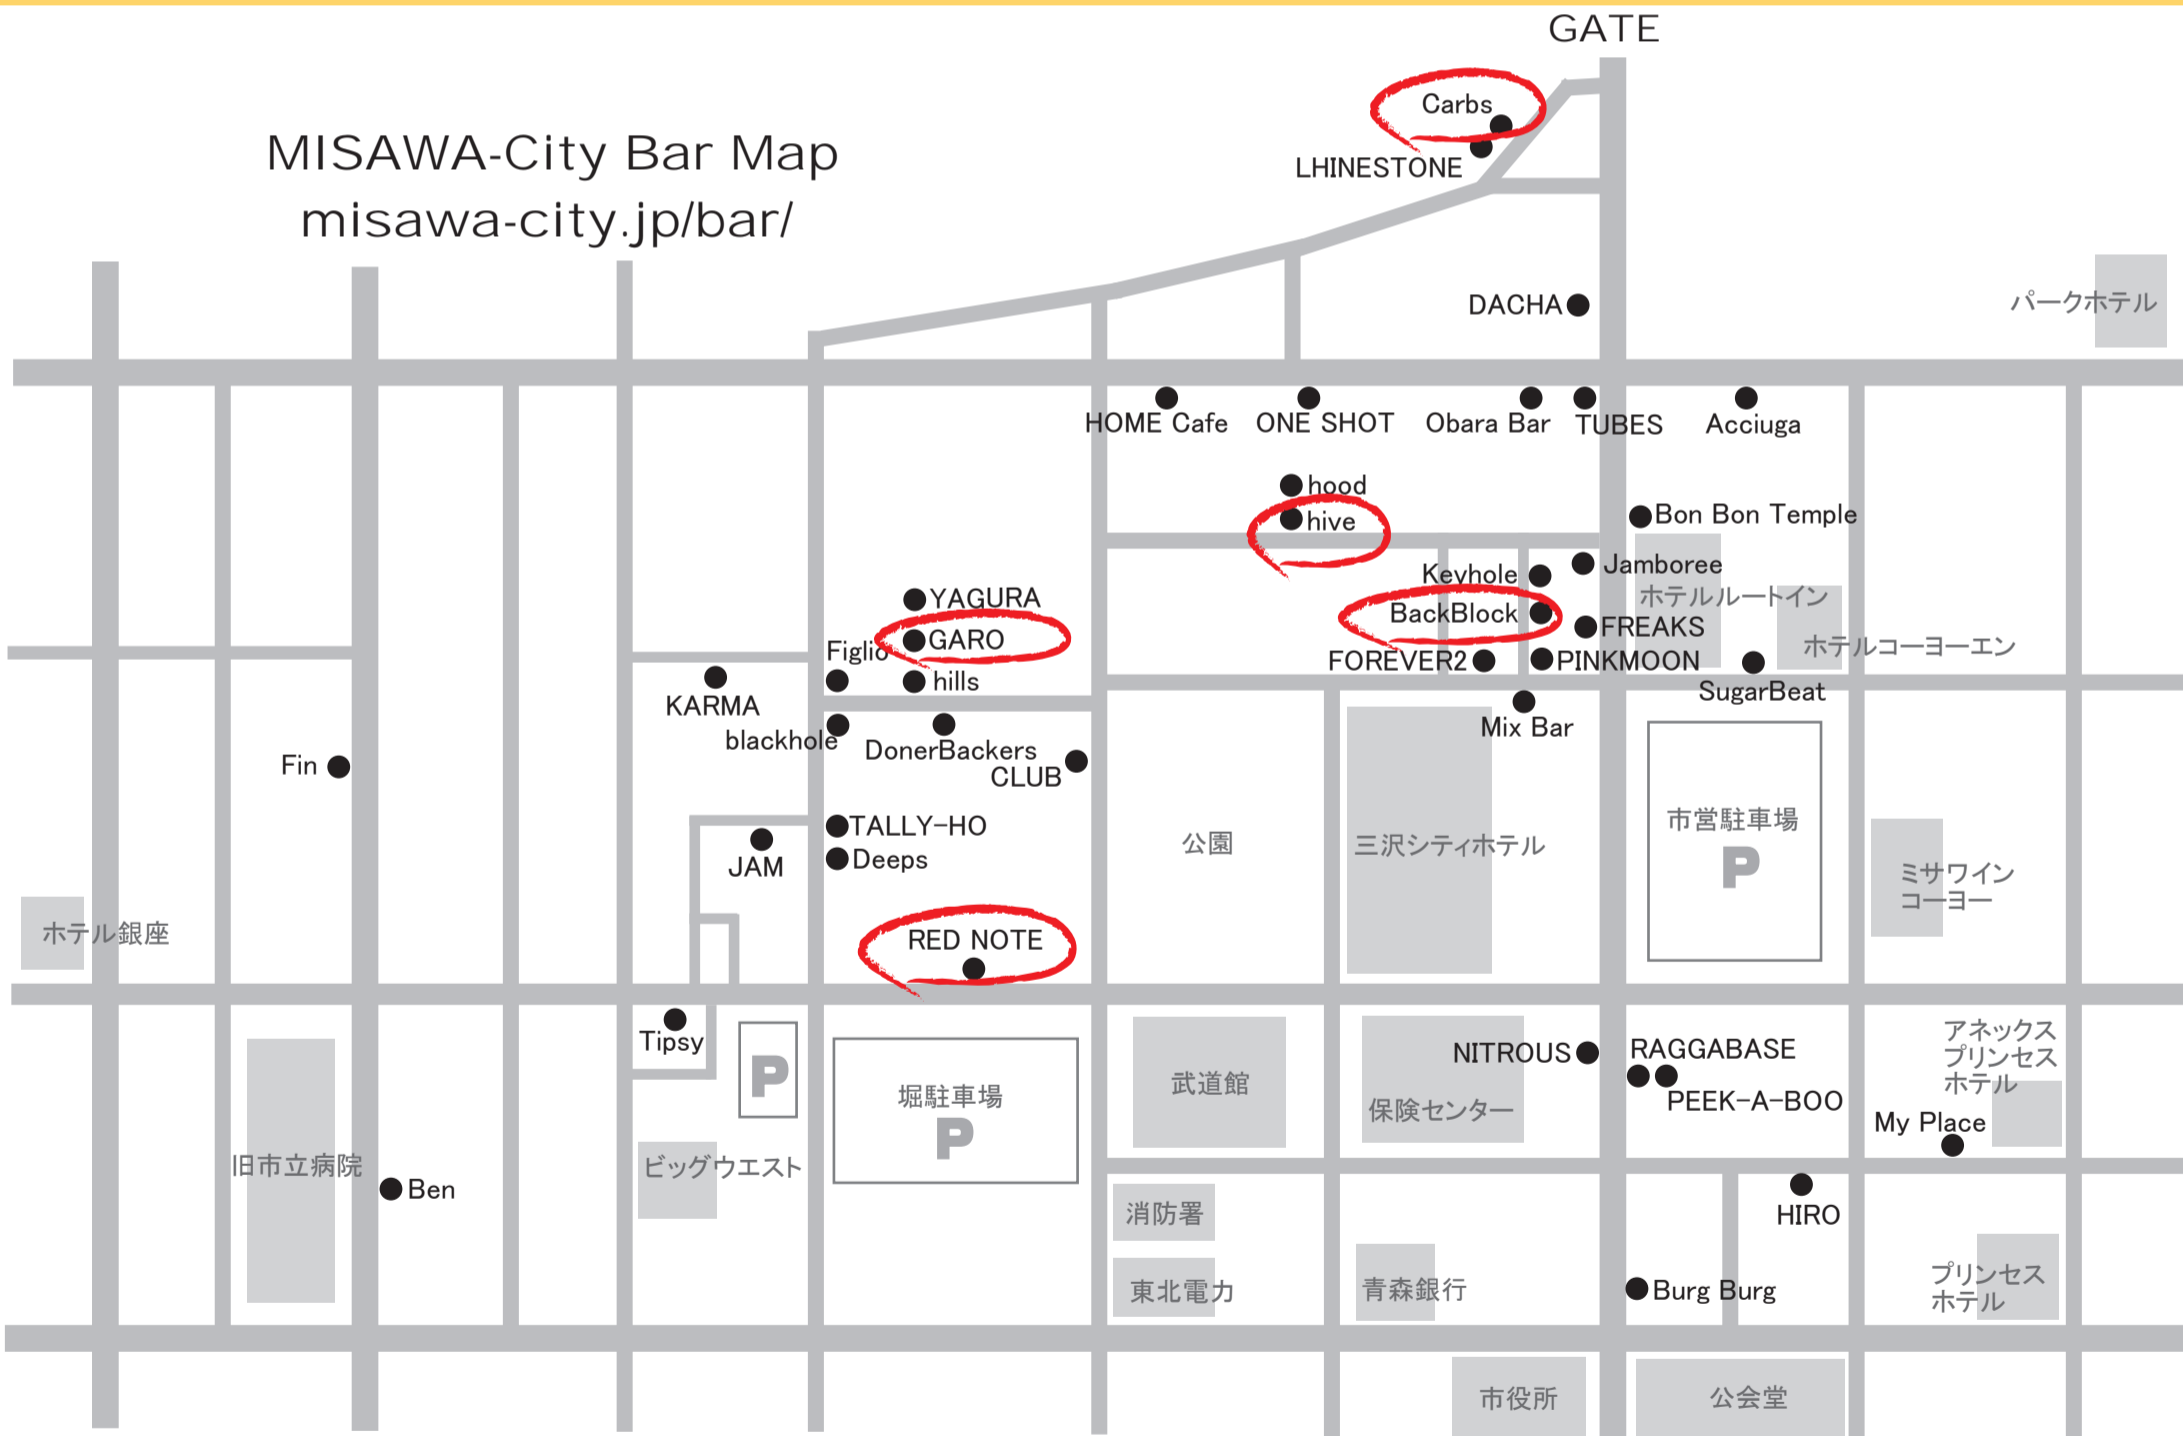 GATE
Carbs
MISAWA-City Bar Map
LHINESTONE
misawa-city.jp/bar/
DACHA
パークホテル
HOME Cafe
ONE SHOT
Obara Bar
TUBES
Acciuga
hood
hive
Bon Bon Temple
Jamboree
Keyhole
ホテルルートイン
YAGURA
BackBlock
FREAKS
GARO
ホテルコーヨーエン
Figlio
FOREVER2
PINKMOON
hills
SugarBeat
KARMA
Mix Bar
blackhole
DonerBackers
Fin
CLUB
TALLY-HO
市営駐車場
P
公園
三沢シティホテル
Deeps
JAM
ミサワイン
コーヨー
ホテル銀座
RED NOTE
Tipsy
アネックス
プリンセス
ホテル
NITROUS
RAGGABASE
P
武道館
堀駐車場
P
保険センター
PEEK-A-BOO
My Place
旧市立病院
ビッグウエスト
Ben
消防署
HIRO
東北電力
青森銀行
Burg Burg
プリンセス
ホテル
市役所
公会堂